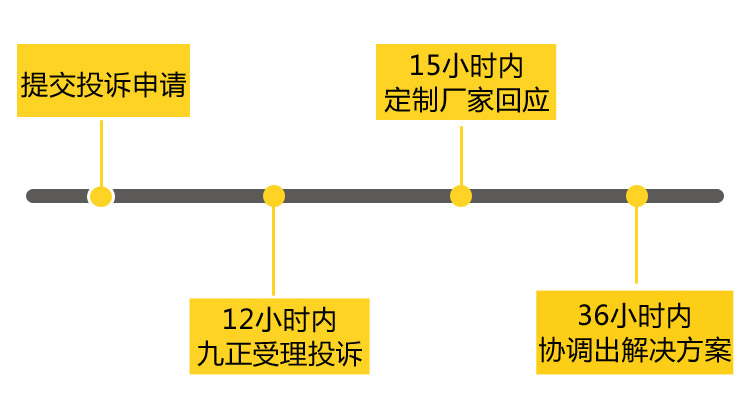 提交投诉申请
12小时内
九正受理投诉
15小时内
定制厂家回应
36小时内
协调出解决方案